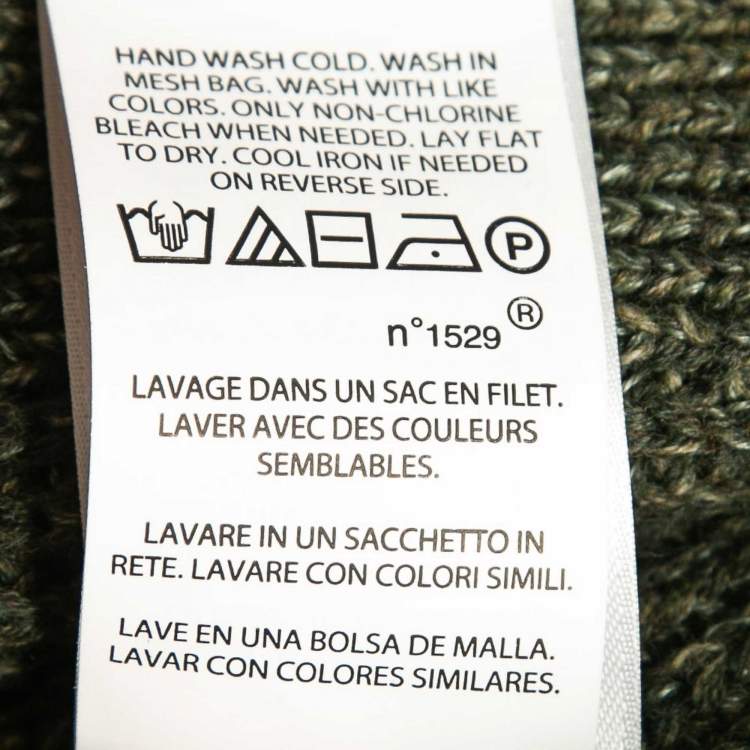 HAND WASH COLD. WASH IN
MESH BAG. WASH WITH LIKE
COLORS. ONLY NON-CHLORINE
BLEACH WHEN NEEDED. LAY FLAT
TO DRY. COOL IRON IF NEEDED
ON REVERSE SIDE.
P
n°1529 ®
LAVAGE DANS UN SAC EN FILET.
LAVER AVEC DES COULEURS
SEMBLABLES.
LAVARE IN UN SACCHETTO IN
RETE. LAVARE CON COLORI SIMILI.
LAVE EN UNA BOLSA DE MALLA.
LAVAR CON COLORES SIMILARES.